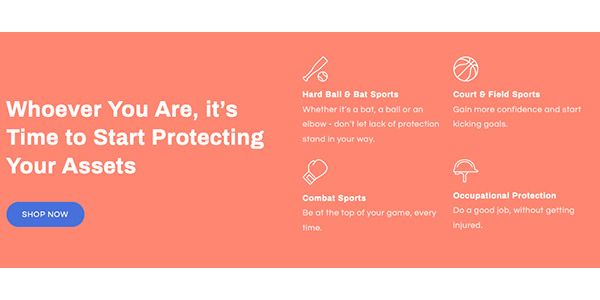 Whoever You Are, it's
Time to Start Protecting
Your Assets
SHOP NOW
Hard Ball & Bat Sports
Whether it's a bat, a ball or an
elbow - don't let lack of protection
stand in your way.
Court & Field Sports
Gain more confidence and start
kicking goals.
Combat Sports
Be at the top of your game, every
time.
Occupational Protection
Do a good job, without getting
injured.